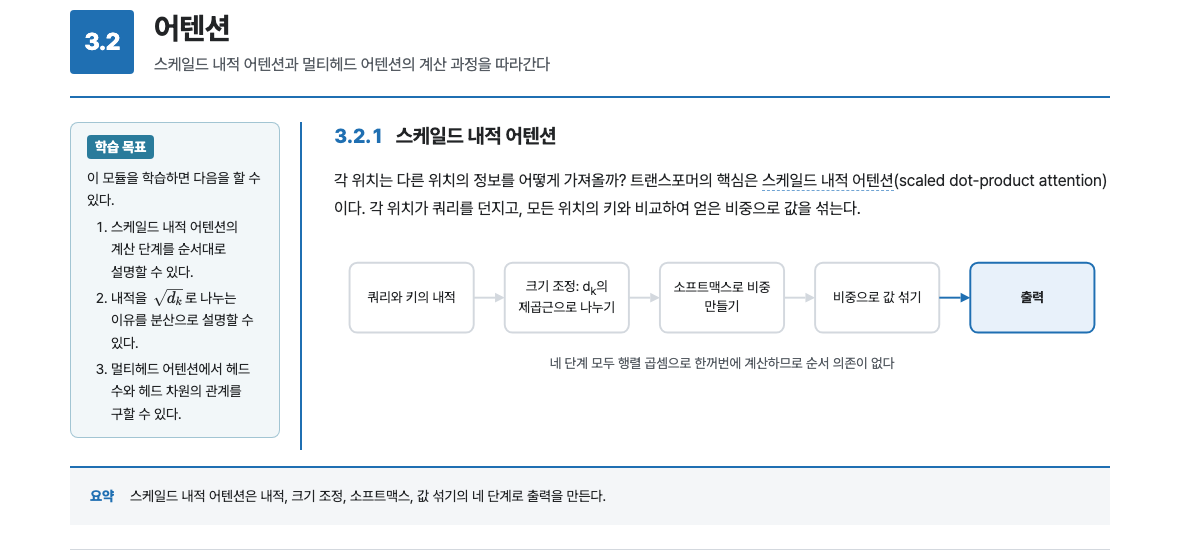 3.2
어텐션
스케일드 내적 어텐션과 멀티헤드 어텐션의 계산 과정을 따라간다
학습 목표
이 모듈을 학습하면 다음을 할 수
있다.
1. 스케일드 내적 어텐션의
계산 단계를 순서대로
설명할 수 있다.
2. 내적을 √d_k 로 나누는
이유를 분산으로 설명할 수
있다.
3. 멀티헤드 어텐션에서 헤드
수와 헤드 차원의 관계를
구할 수 있다.
3.2.1 스케일드 내적 어텐션
각 위치는 다른 위치의 정보를 어떻게 가져올까? 트랜스포머의 핵심은 스케일드 내적 어텐션(scaled dot-product attention)
이다. 각 위치가 쿼리를 던지고, 모든 위치의 키와 비교하여 얻은 비중으로 값을 섞는다.
쿼리와 키의 내적
크기 조정: d_k의
제곱근으로 나누기
소프트맥스로 비중
만들기
비중으로 값 섞기
출력
네 단계 모두 행렬 곱셈으로 한꺼번에 계산하므로 순서 의존이 없다
요약 스케일드 내적 어텐션은 내적, 크기 조정, 소프트맥스, 값 섞기의 네 단계로 출력을 만든다.